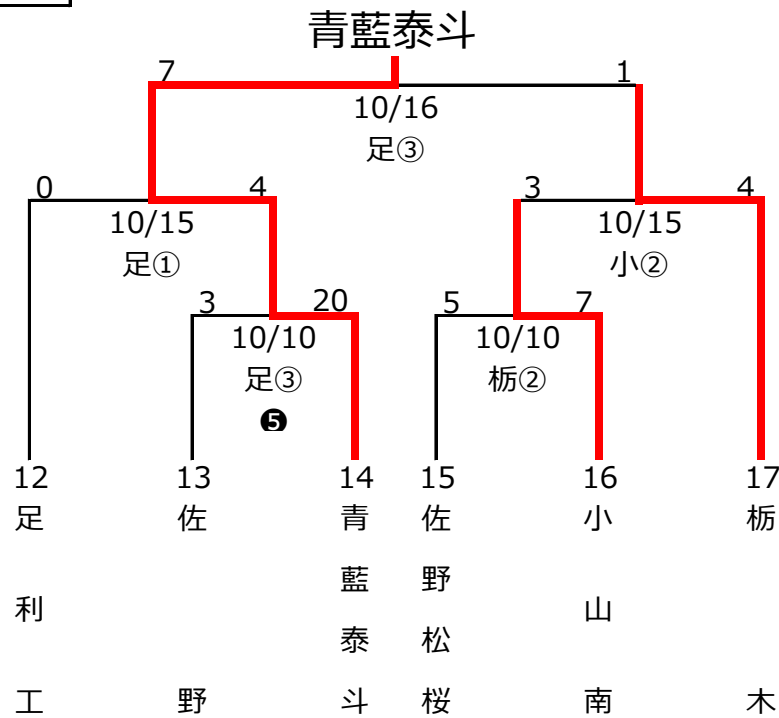 青藍泰斗
7 1
10/16
足③
0 4 3 4
10/15 10/15
足① 小②
3 20 5 7
10/10 10/10
足③ 栃②
❺
12 13 14 15 16 17
足利工
佐野
青藍泰斗
佐野松桜
小山南
栃木